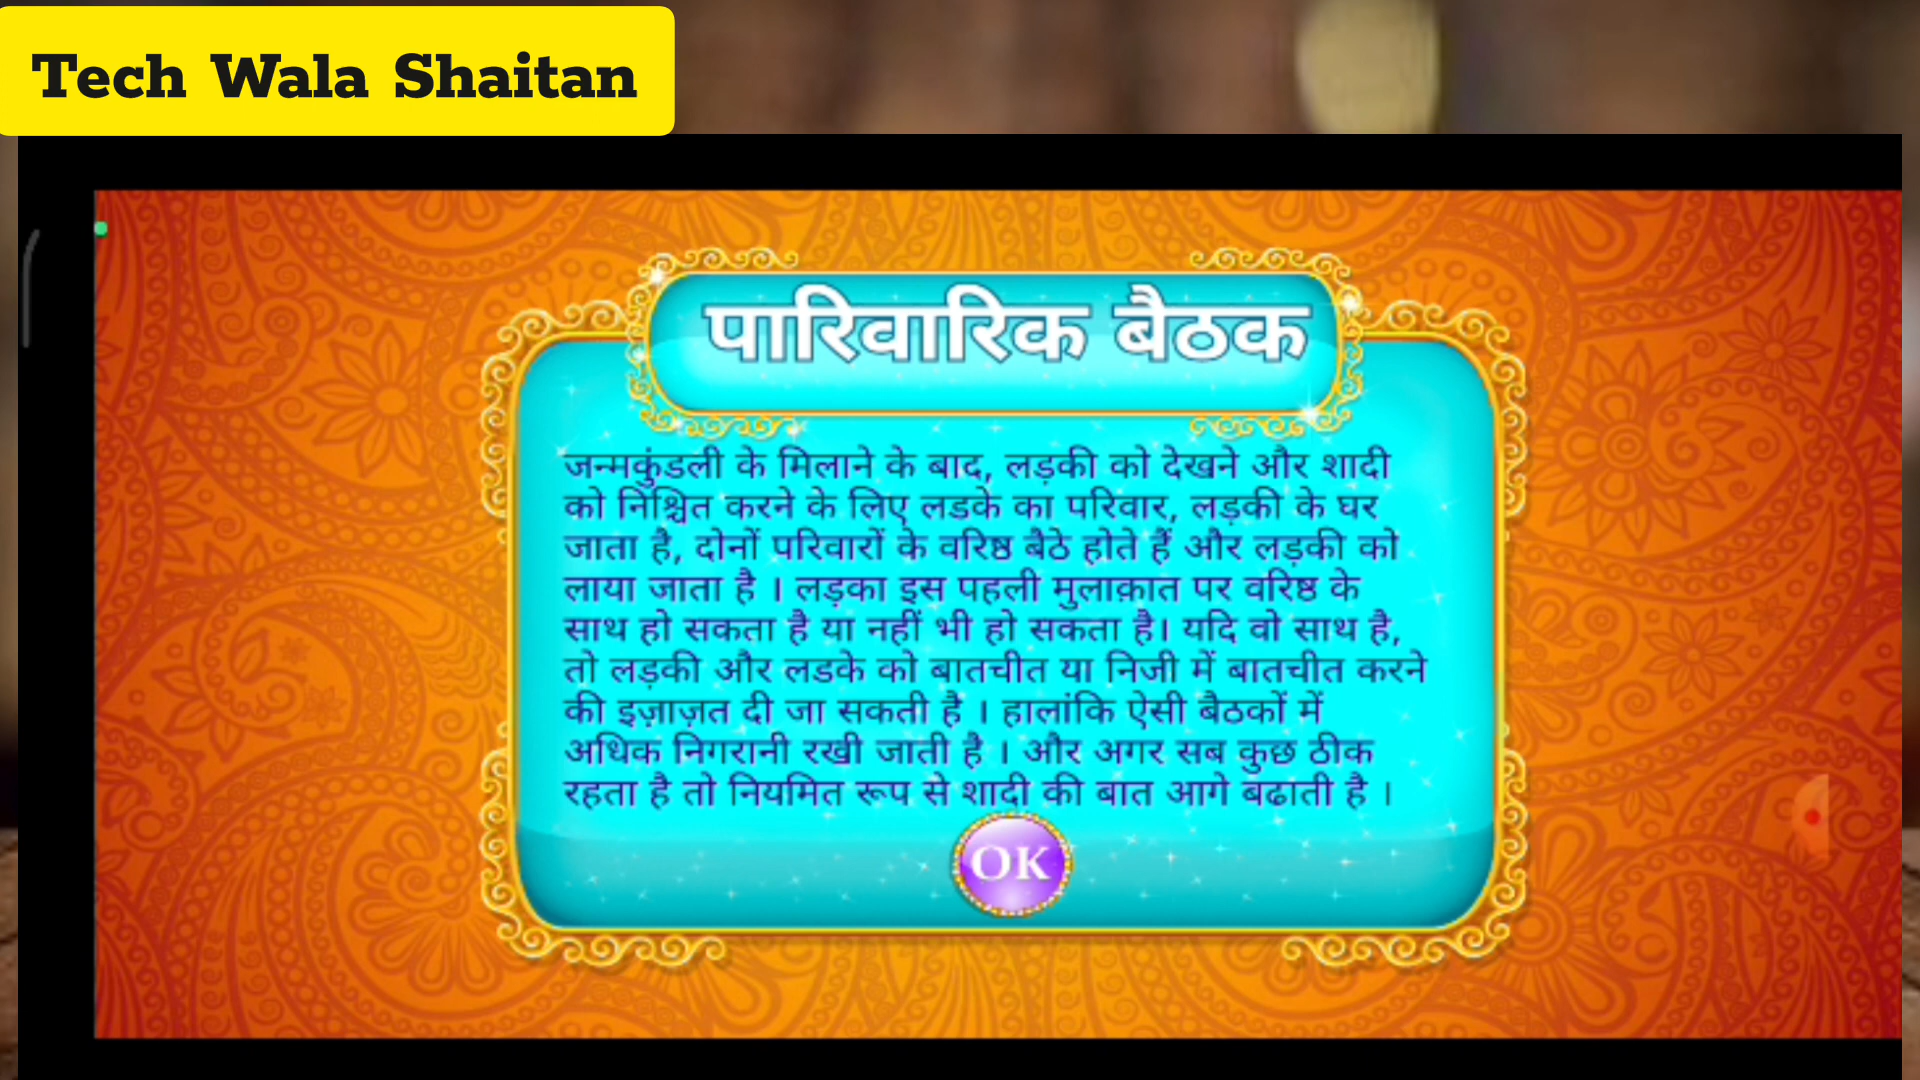 Tech Wala Shaitan
पारिवारिक बैठक
जन्मकुंडली के मिलाने के बाद, लड़की को देखने और शादी
को निश्चित करने के लिए लडके का परिवार, लड़की के घर
जाता है, दोनों परिवारों के वरिष्ठ बैठे होते हैं और लड़की को
लाया जाता है । लड़का इस पहली मुलाक़ात पर वरिष्ठ के
साथ हो सकता है या नहीं भी हो सकता है। यदि वो साथ है,
तो लड़की और लडके को बातचीत या निजी में बातचीत करने
की इज़ाज़त दी जा सकती है । हालांकि ऐसी बैठकों में
अधिक निगरानी रखी जाती है । और अगर सब कुछ ठीक
रहता है तो नियमित रूप से शादी की बात आगे बढाती है ।
OK